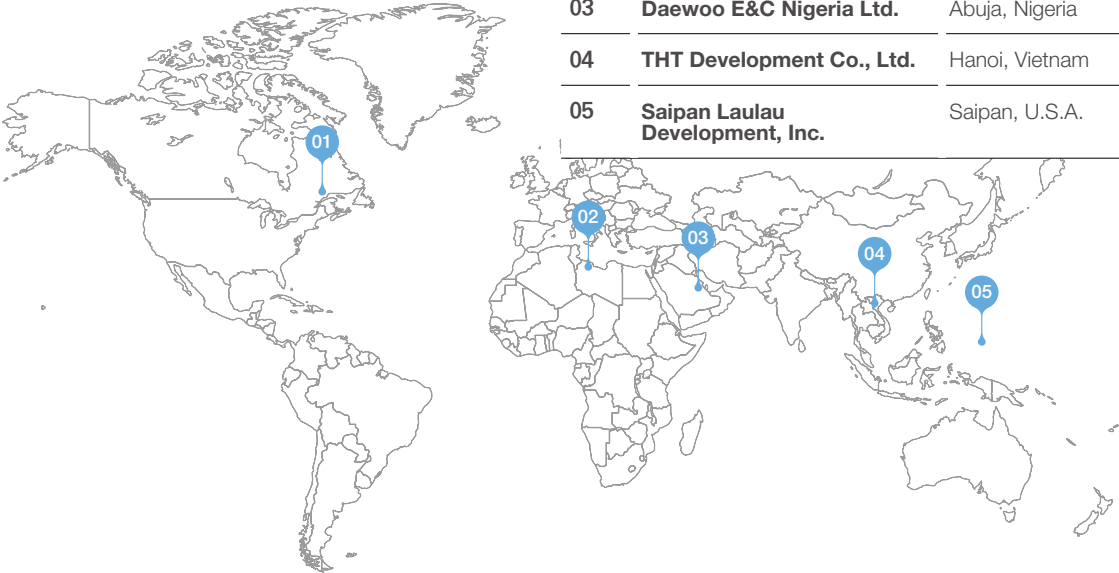 03 Daewoo E&C Nigeria Ltd. Abuja, Nigeria
04 THT Development Co., Ltd. Hanoi, Vietnam
05 Saipan Laulau Saipan, U.S.A.
Development, Inc.
01
02
03
04
05